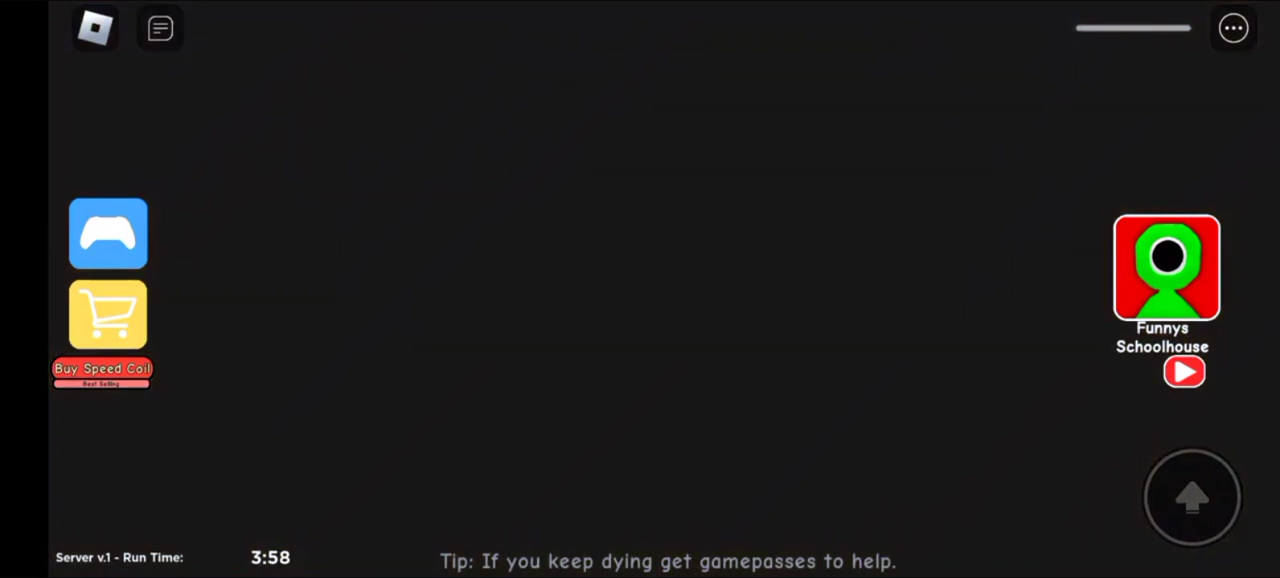 Funnys
Schoolhouse
Buy Speed Coil
Best Selling
Server v.1 - Run Time:
3:58
Tip: If you keep dying get gamepasses to help.